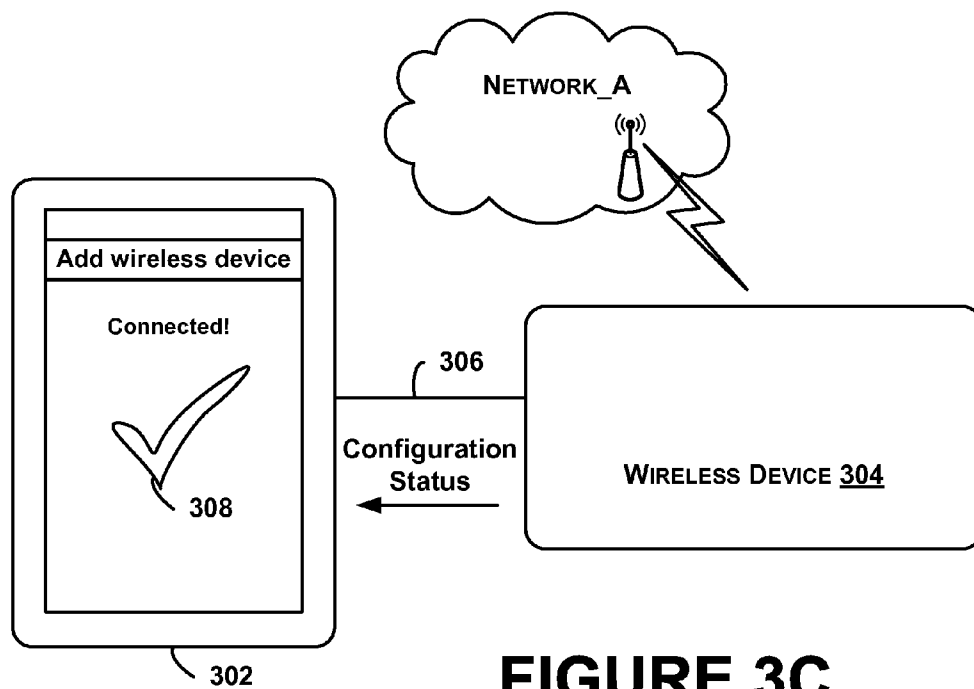 NETWORK_A
Add wireless device
Connected!
306
Configuration
Status
WIRELESS DEVICE 304
308
302
FIGURE 3C